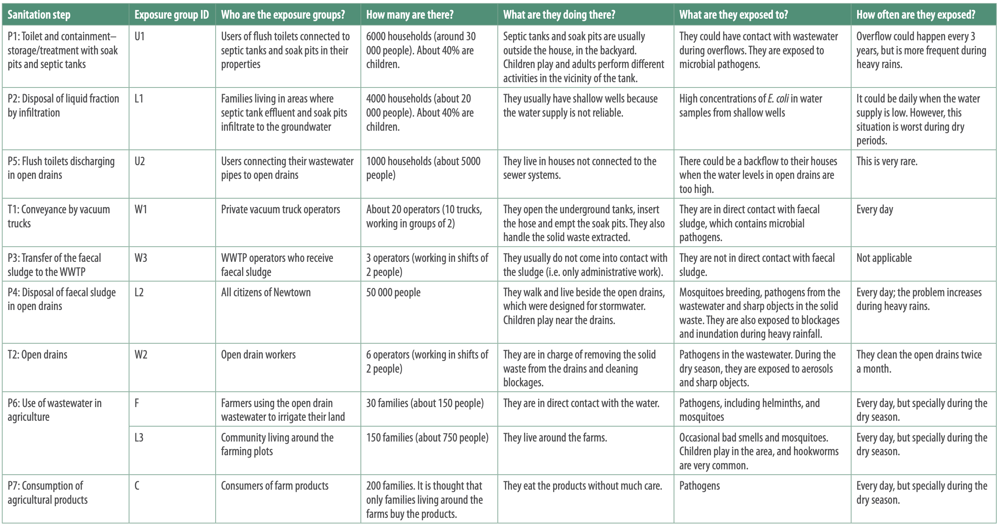 Sanitation step
Exposure group ID
Who are the exposure groups?
How many are there?
What are they doing there?
What are they exposed to?
How often are they exposed?
P1: Toilet and containment–
storage/treatment with soak
pits and septic tanks
U1
Users of flush toilets connected to
septic tanks and soak pits in their
properties
6000 households (around 30
000 people). About 40% are
children.
Septic tanks and soak pits are usually
outside the house, in the backyard.
Children play and adults perform different
activities in the vicinity of the tank.
They could have contact with wastewater
during overflows. They are exposed to
microbial pathogens.
Overflow could happen every 3
years, but is more frequent during
heavy rains.
P2: Disposal of liquid fraction
by infiltration
L1
Families living in areas where
septic tank effluent and soak pits
infiltrate to the groundwater
4000 households (about 20
000 people). About 40% are
children.
They usually have shallow wells because
the water supply is not reliable.
High concentrations of E. coli in water
samples from shallow wells
It could be daily when the water
supply is low. However, this
situation is worst during dry
periods.
P5: Flush toilets discharging
in open drains
U2
Users connecting their wastewater
pipes to open drains
1000 households (about 5000
people)
They live in houses not connected to the
sewer systems.
There could be a backflow to their houses
when the water levels in open drains are
too high.
This is very rare.
T1: Conveyance by vacuum
trucks
W1
Private vacuum truck operators
About 20 operators (10 trucks,
working in groups of 2)
They open the underground tanks, insert
the hose and empt the soak pits. They also
handle the solid waste extracted.
They are in direct contact with faecal
sludge, which contains microbial
pathogens.
Every day
P3: Transfer of the faecal
sludge to the WWTP
W3
WWTP operators who receive
faecal sludge
3 operators (working in shifts of
2 people)
They usually do not come into contact with
the sludge (i.e. only administrative work).
They are not in direct contact with faecal
sludge.
Not applicable
P4: Disposal of faecal sludge
in open drains
L2
All citizens of Newtown
50 000 people
They walk and live beside the open drains,
which were designed for stormwater.
Children play near the drains.
Mosquitoes breeding, pathogens from the
wastewater and sharp objects in the solid
waste. They are also exposed to blockages
and inundation during heavy rainfall.
Every day; the problem increases
during heavy rains.
T2: Open drains
W2
Open drain workers
6 operators (working in shifts of
2 people)
They are in charge of removing the solid
waste from the drains and cleaning
blockages.
Pathogens in the wastewater. During the
dry season, they are exposed to aerosols
and sharp objects.
They clean the open drains twice
a month.
P6: Use of wastewater in
agriculture
F
Farmers using the open drain
wastewater to irrigate their land
30 families (about 150 people)
They are in direct contact with the water.
Pathogens, including helminths, and
mosquitoes
Every day, but specially during the
dry season.
L3
Community living around the
farming plots
150 families (about 750 people)
They live around the farms.
Occasional bad smells and mosquitoes.
Children play in the area, and hookworms
are very common.
Every day, but specially during the
dry season.
P7: Consumption of
agricultural products
C
Consumers of farm products
200 families. It is thought that
only families living around the
farms buy the products.
They eat the products without much care.
Pathogens
Every day, but specially during the
dry season.